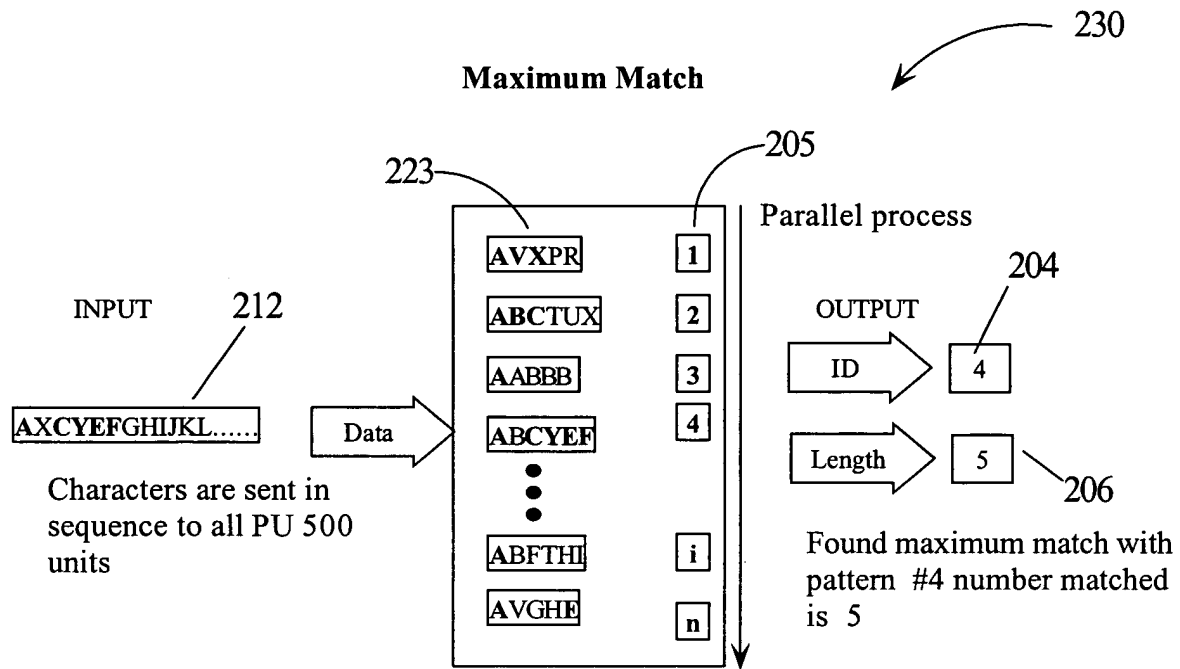 230
Maximum Match
205
223
Parallel process
AVXPR 1
INPUT 212
204
ABCTUX 2
OUTPUT
AABBB 3
ID 4
AXCYEFGHIJKL......
Data
ABCYEF 4
Length 5
206
Characters are sent in
sequence to all PU 500
units
ABFTHI i
Found maximum match with
pattern #4 number matched
is 5
AVGHE n